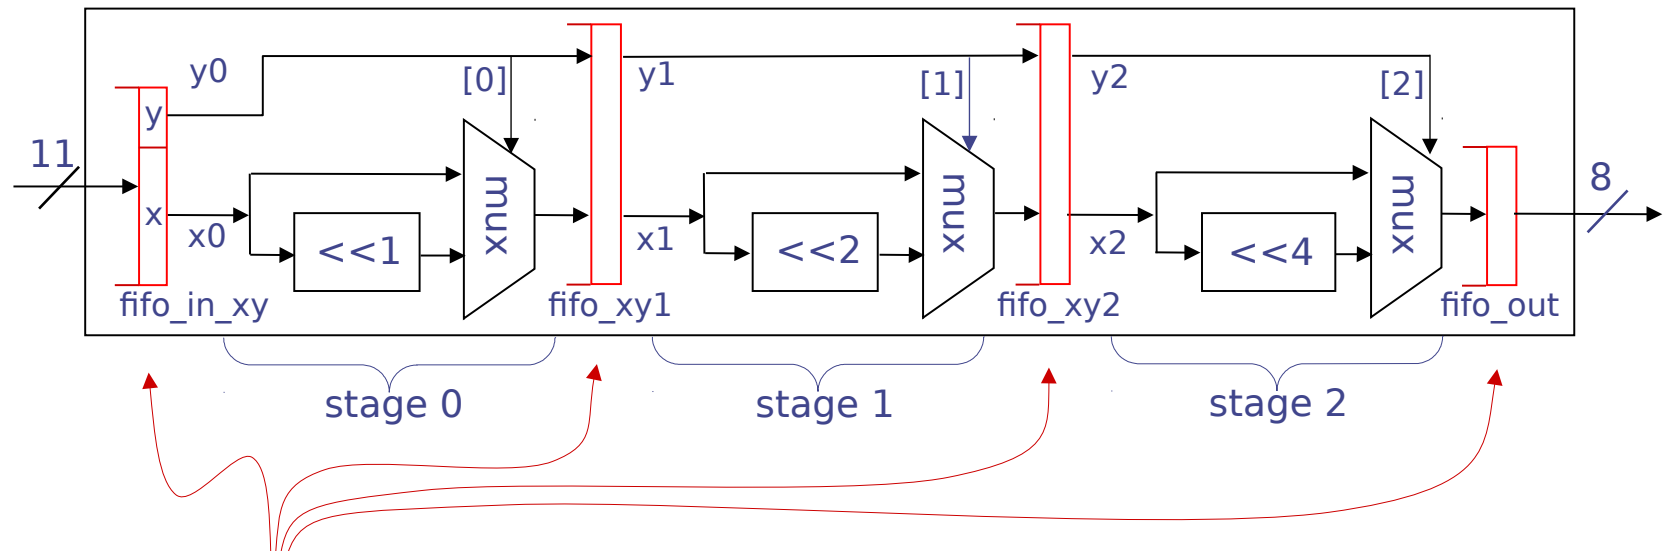 y0
[0]
y1
[1]
y2
[2]
y
11
8
x
x0
<<1
mux
x1
<<2
mux
x2
<<4
mux
fifo_in_xy
fifo_xy1
fifo_xy2
fifo_out
stage 0
stage 1
stage 2